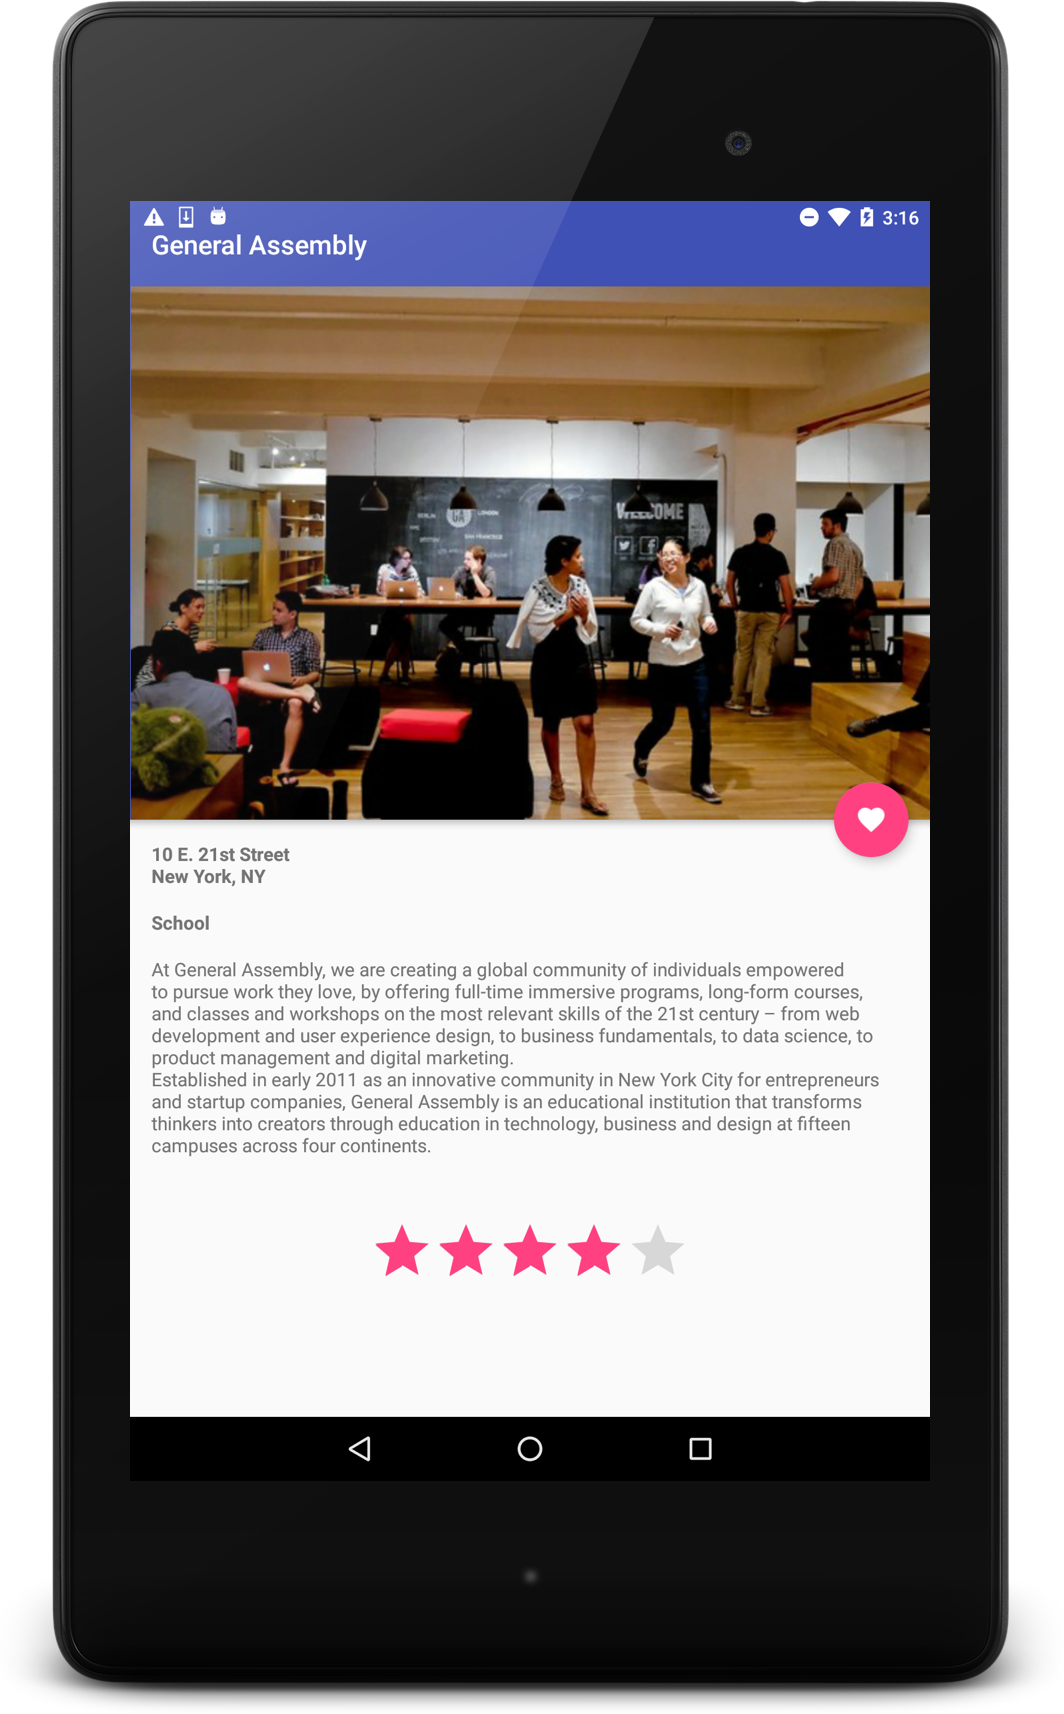 3:16
General Assembly
BERLIN
LONDON
WELCOME
SAN FRANCISCO
10 E. 21st Street
New York, NY
School
At General Assembly, we are creating a global community of individuals empowered
to pursue work they love, by offering full-time immersive programs, long-form courses,
and classes and workshops on the most relevant skills of the 21st century – from web
development and user experience design, to business fundamentals, to data science, to
product management and digital marketing.
Established in early 2011 as an innovative community in New York City for entrepreneurs
and startup companies, General Assembly is an educational institution that transforms
thinkers into creators through education in technology, business and design at fifteen
campuses across four continents.